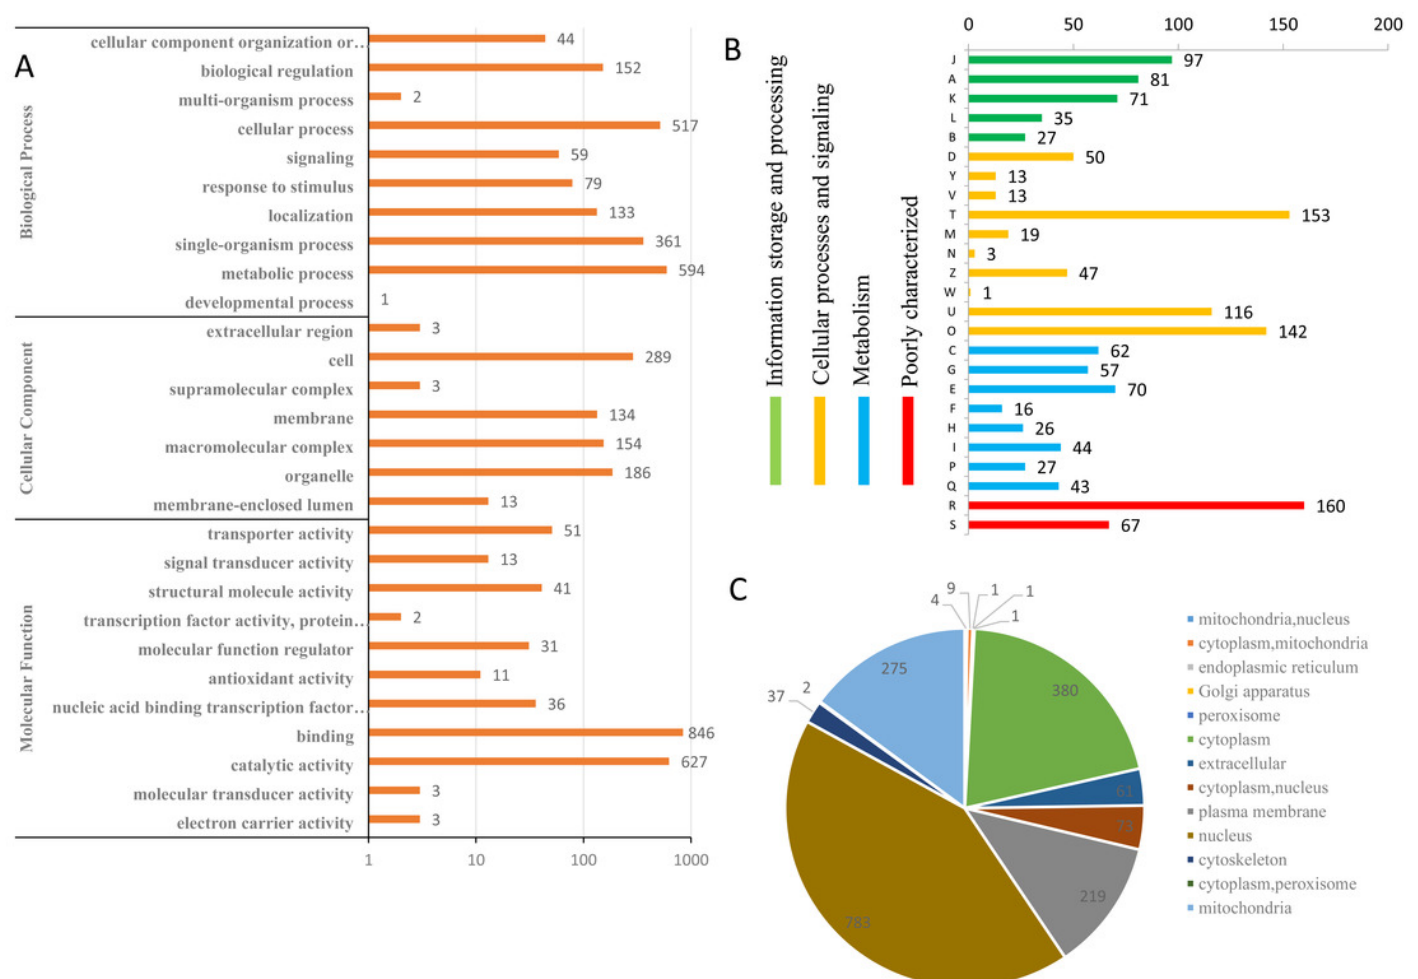 A
Biological Process
cellular component organization or… 44
biological regulation 152
multi-organism process 2
cellular process 517
signaling 59
response to stimulus 79
localization 133
single-organism process 361
metabolic process 594
developmental process 1
Cellular Component
extracellular region 3
cell 289
supramolecular complex 3
membrane 134
macromolecular complex 154
organelle 186
membrane-enclosed lumen 13
Molecular Function
transporter activity 51
signal transducer activity 13
structural molecule activity 41
transcription factor activity, protein… 2
molecular function regulator 31
antioxidant activity 11
nucleic acid binding transcription factor… 36
binding 846
catalytic activity 627
molecular transducer activity 3
electron carrier activity 3
1 10 100 1000
B
Information storage and processing
Cellular processes and signaling
Metabolism
Poorly characterized
0 50 100 150 200
J 97
A 81
K 71
L 35
B 27
D 50
Y 13
V 13
T 153
M 19
N 3
Z 47
W 1
U 116
O 142
C 62
G 57
E 70
F 16
H 26
I 44
P 27
Q 43
R 160
S 67
C
4 9 1 1
1
380
61
73
219
783
37
2
275
mitochondria,nucleus
cytoplasm,mitochondria
endoplasmic reticulum
Golgi apparatus
peroxisome
cytoplasm
extracellular
cytoplasm,nucleus
plasma membrane
nucleus
cytoskeleton
cytoplasm,peroxisome
mitochondria